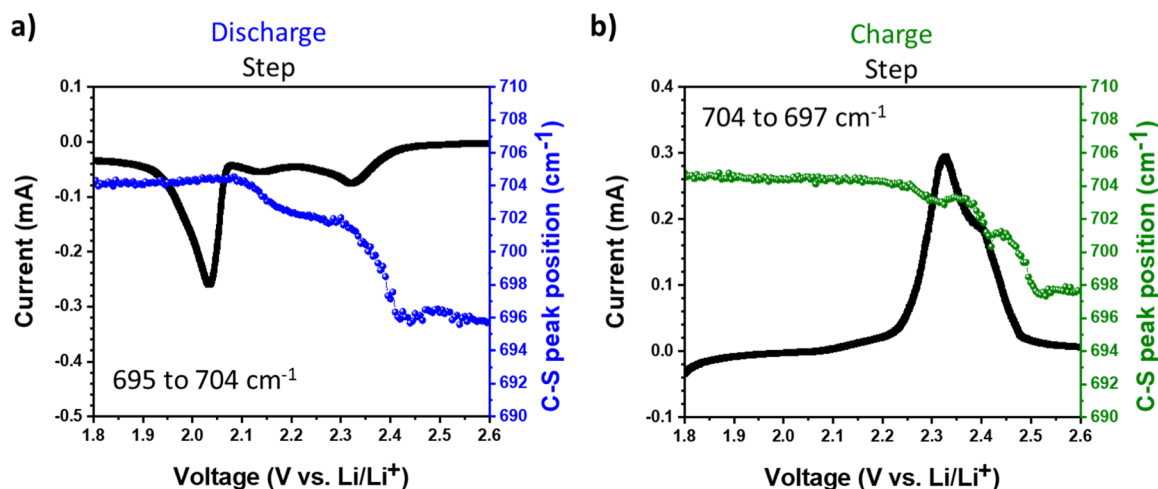 a)
Discharge
Step
0.1
0.0
-0.1
-0.2
-0.3
-0.4
-0.5
Current (mA)
695 to 704 cm-1
710
708
706
704
702
700
698
696
694
692
690
C-S peak position (cm-1)
1.8 1.9 2.0 2.1 2.2 2.3 2.4 2.5 2.6
Voltage (V vs. Li/Li+)
b)
Charge
Step
0.4
0.3
0.2
0.1
0.0
-0.1
Current (mA)
704 to 697 cm-1
710
708
706
704
702
700
698
696
694
692
690
C-S peak position (cm-1)
1.8 1.9 2.0 2.1 2.2 2.3 2.4 2.5 2.6
Voltage (V vs. Li/Li+)